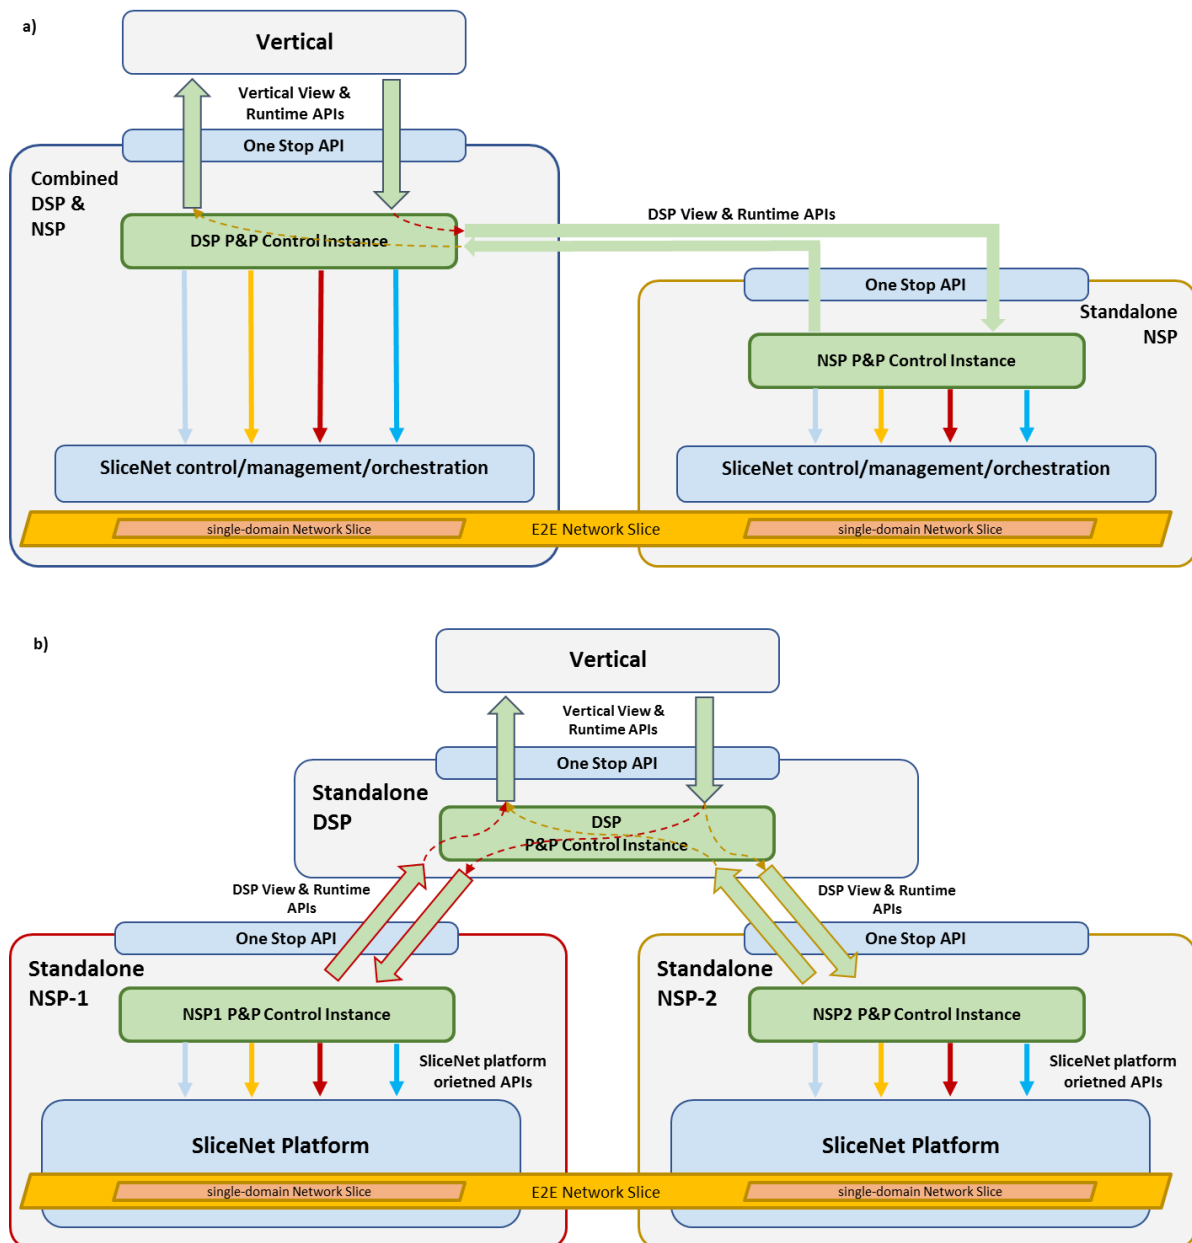 a)
Vertical
Vertical View &
Runtime APIs
One Stop API
Combined
DSP &
NSP
DSP P&P Control Instance
DSP View & Runtime APIs
One Stop API
Standalone
NSP
NSP P&P Control Instance
SliceNet control/management/orchestration
SliceNet control/management/orchestration
single-domain Network Slice
E2E Network Slice
single-domain Network Slice
b)
Vertical
Vertical View &
Runtime APIs
One Stop API
Standalone
DSP
DSP
P&P Control Instance
DSP View & Runtime
APIs
DSP View & Runtime
APIs
One Stop API
One Stop API
Standalone
NSP-1
Standalone
NSP-2
NSP1 P&P Control Instance
NSP2 P&P Control Instance
SliceNet platform
orietned APIs
SliceNet platform
orietned APIs
SliceNet Platform
SliceNet Platform
single-domain Network Slice
E2E Network Slice
single-domain Network Slice